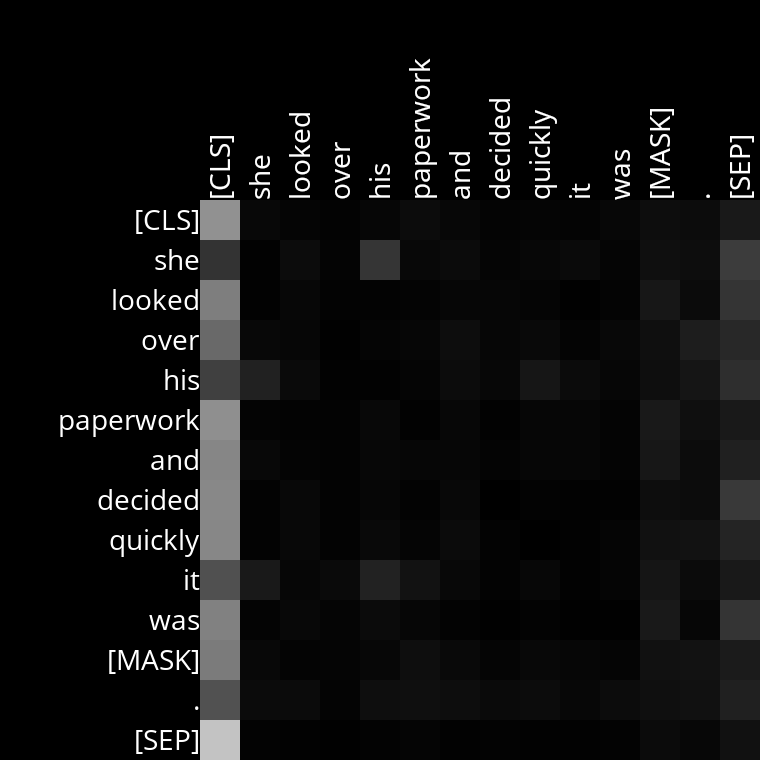 [CLS] she looked over his paperwork and decided quickly it was [MASK] . [SEP]
[CLS]
she
looked
over
his
paperwork
and
decided
quickly
it
was
[MASK]
.
[SEP]